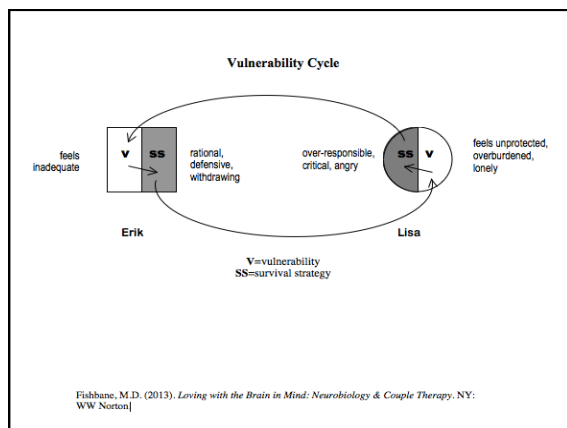 Vulnerability Cycle
feels
inadequate
v
ss
rational,
defensive,
withdrawing
over-responsible,
critical, angry
ss
v
feels unprotected,
overburdened,
lonely
Erik
Lisa
V=vulnerability
SS=survival strategy
Fishbane, M.D. (2013). Loving with the Brain in Mind: Neurobiology & Couple Therapy. NY:
WW Norton